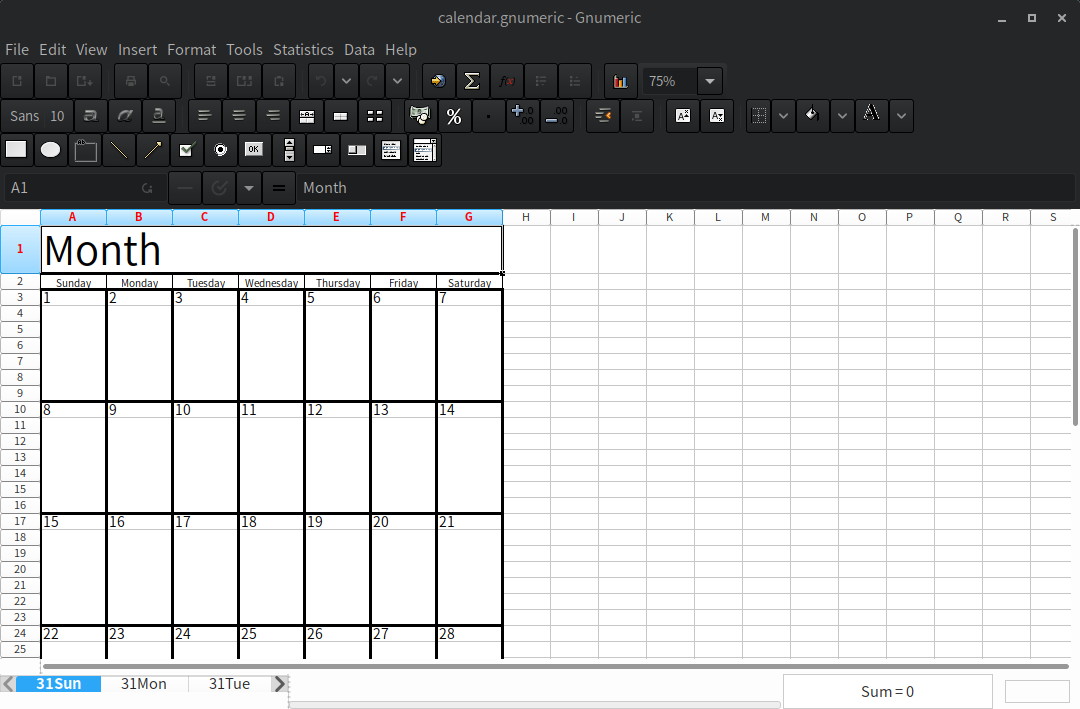 calendar.gnumeric - Gnumeric
File Edit View Insert Format Tools Statistics Data Help
75%
Sans 10
%
OK
A1 = Month
A B C D E F G H I J K L M N O P Q R S
1 Month
2 Sunday Monday Tuesday Wednesday Thursday Friday Saturday
3 1 2 3 4 5 6 7
4
5
6
7
8
9
10 8 9 10 11 12 13 14
11
12
13
14
15
16
17 15 16 17 18 19 20 21
18
19
20
21
22
23
24 22 23 24 25 26 27 28
25
31Sun 31Mon 31Tue
Sum = 0